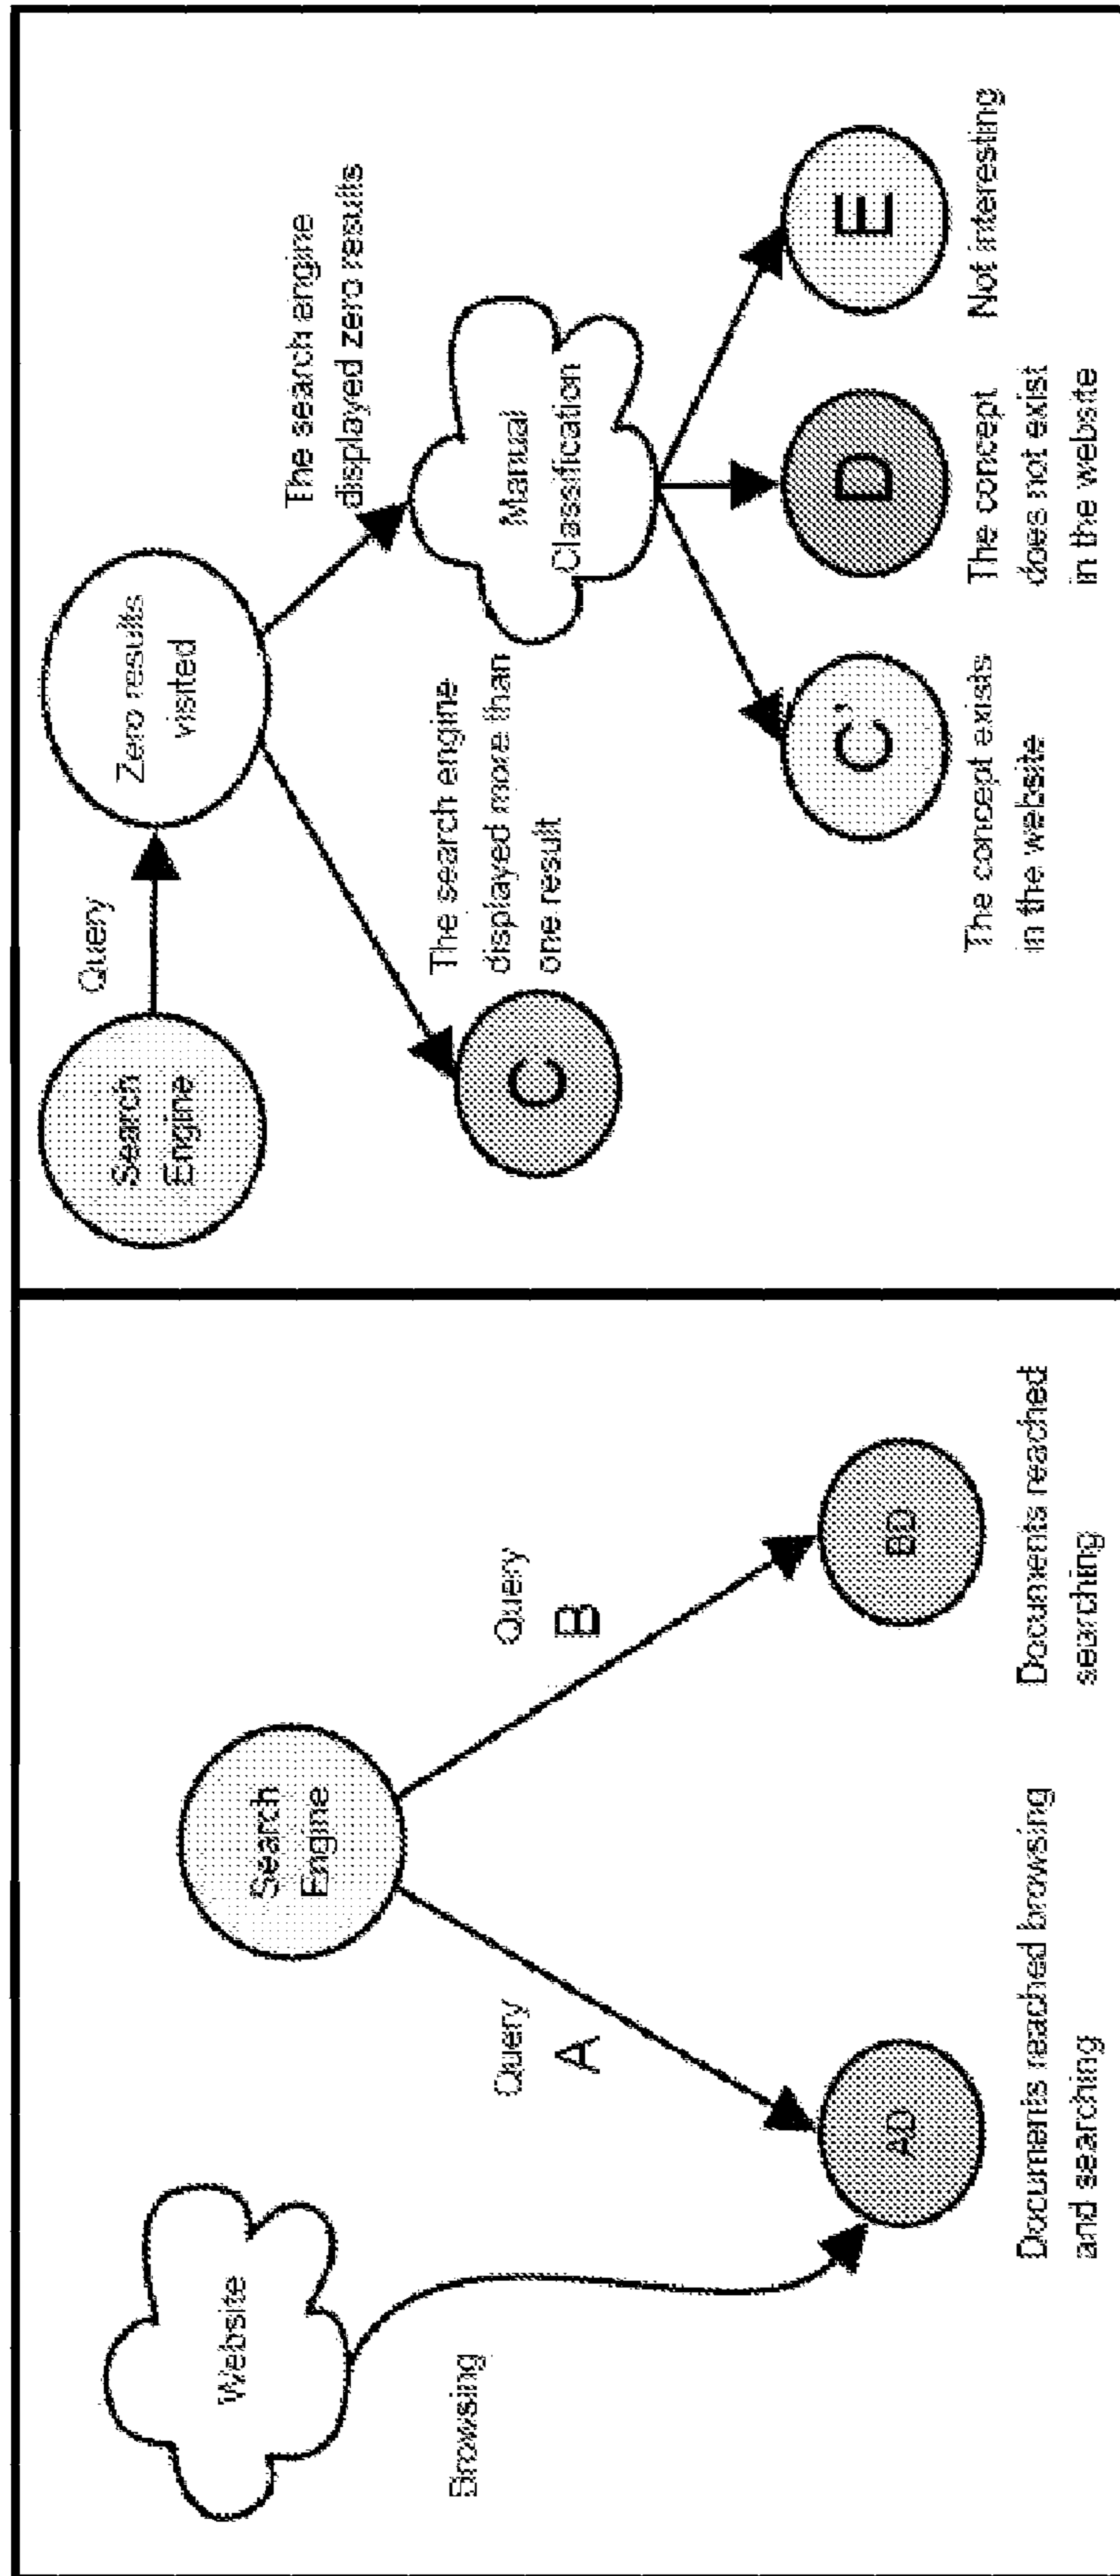 Website
Browsing
Search
Engine
Query
A
Query
B
AD
BD
Documents reached browsing
and searching
Documents reached
searching
Search
Engine
Query
Zero results
visited
The search engine
displayed zero results
The search engine
displayed more than
one result
C
Manual
Classification
C'
D
E
The concept exists
in the website
The concept
does not exist
in the website
Not interesting